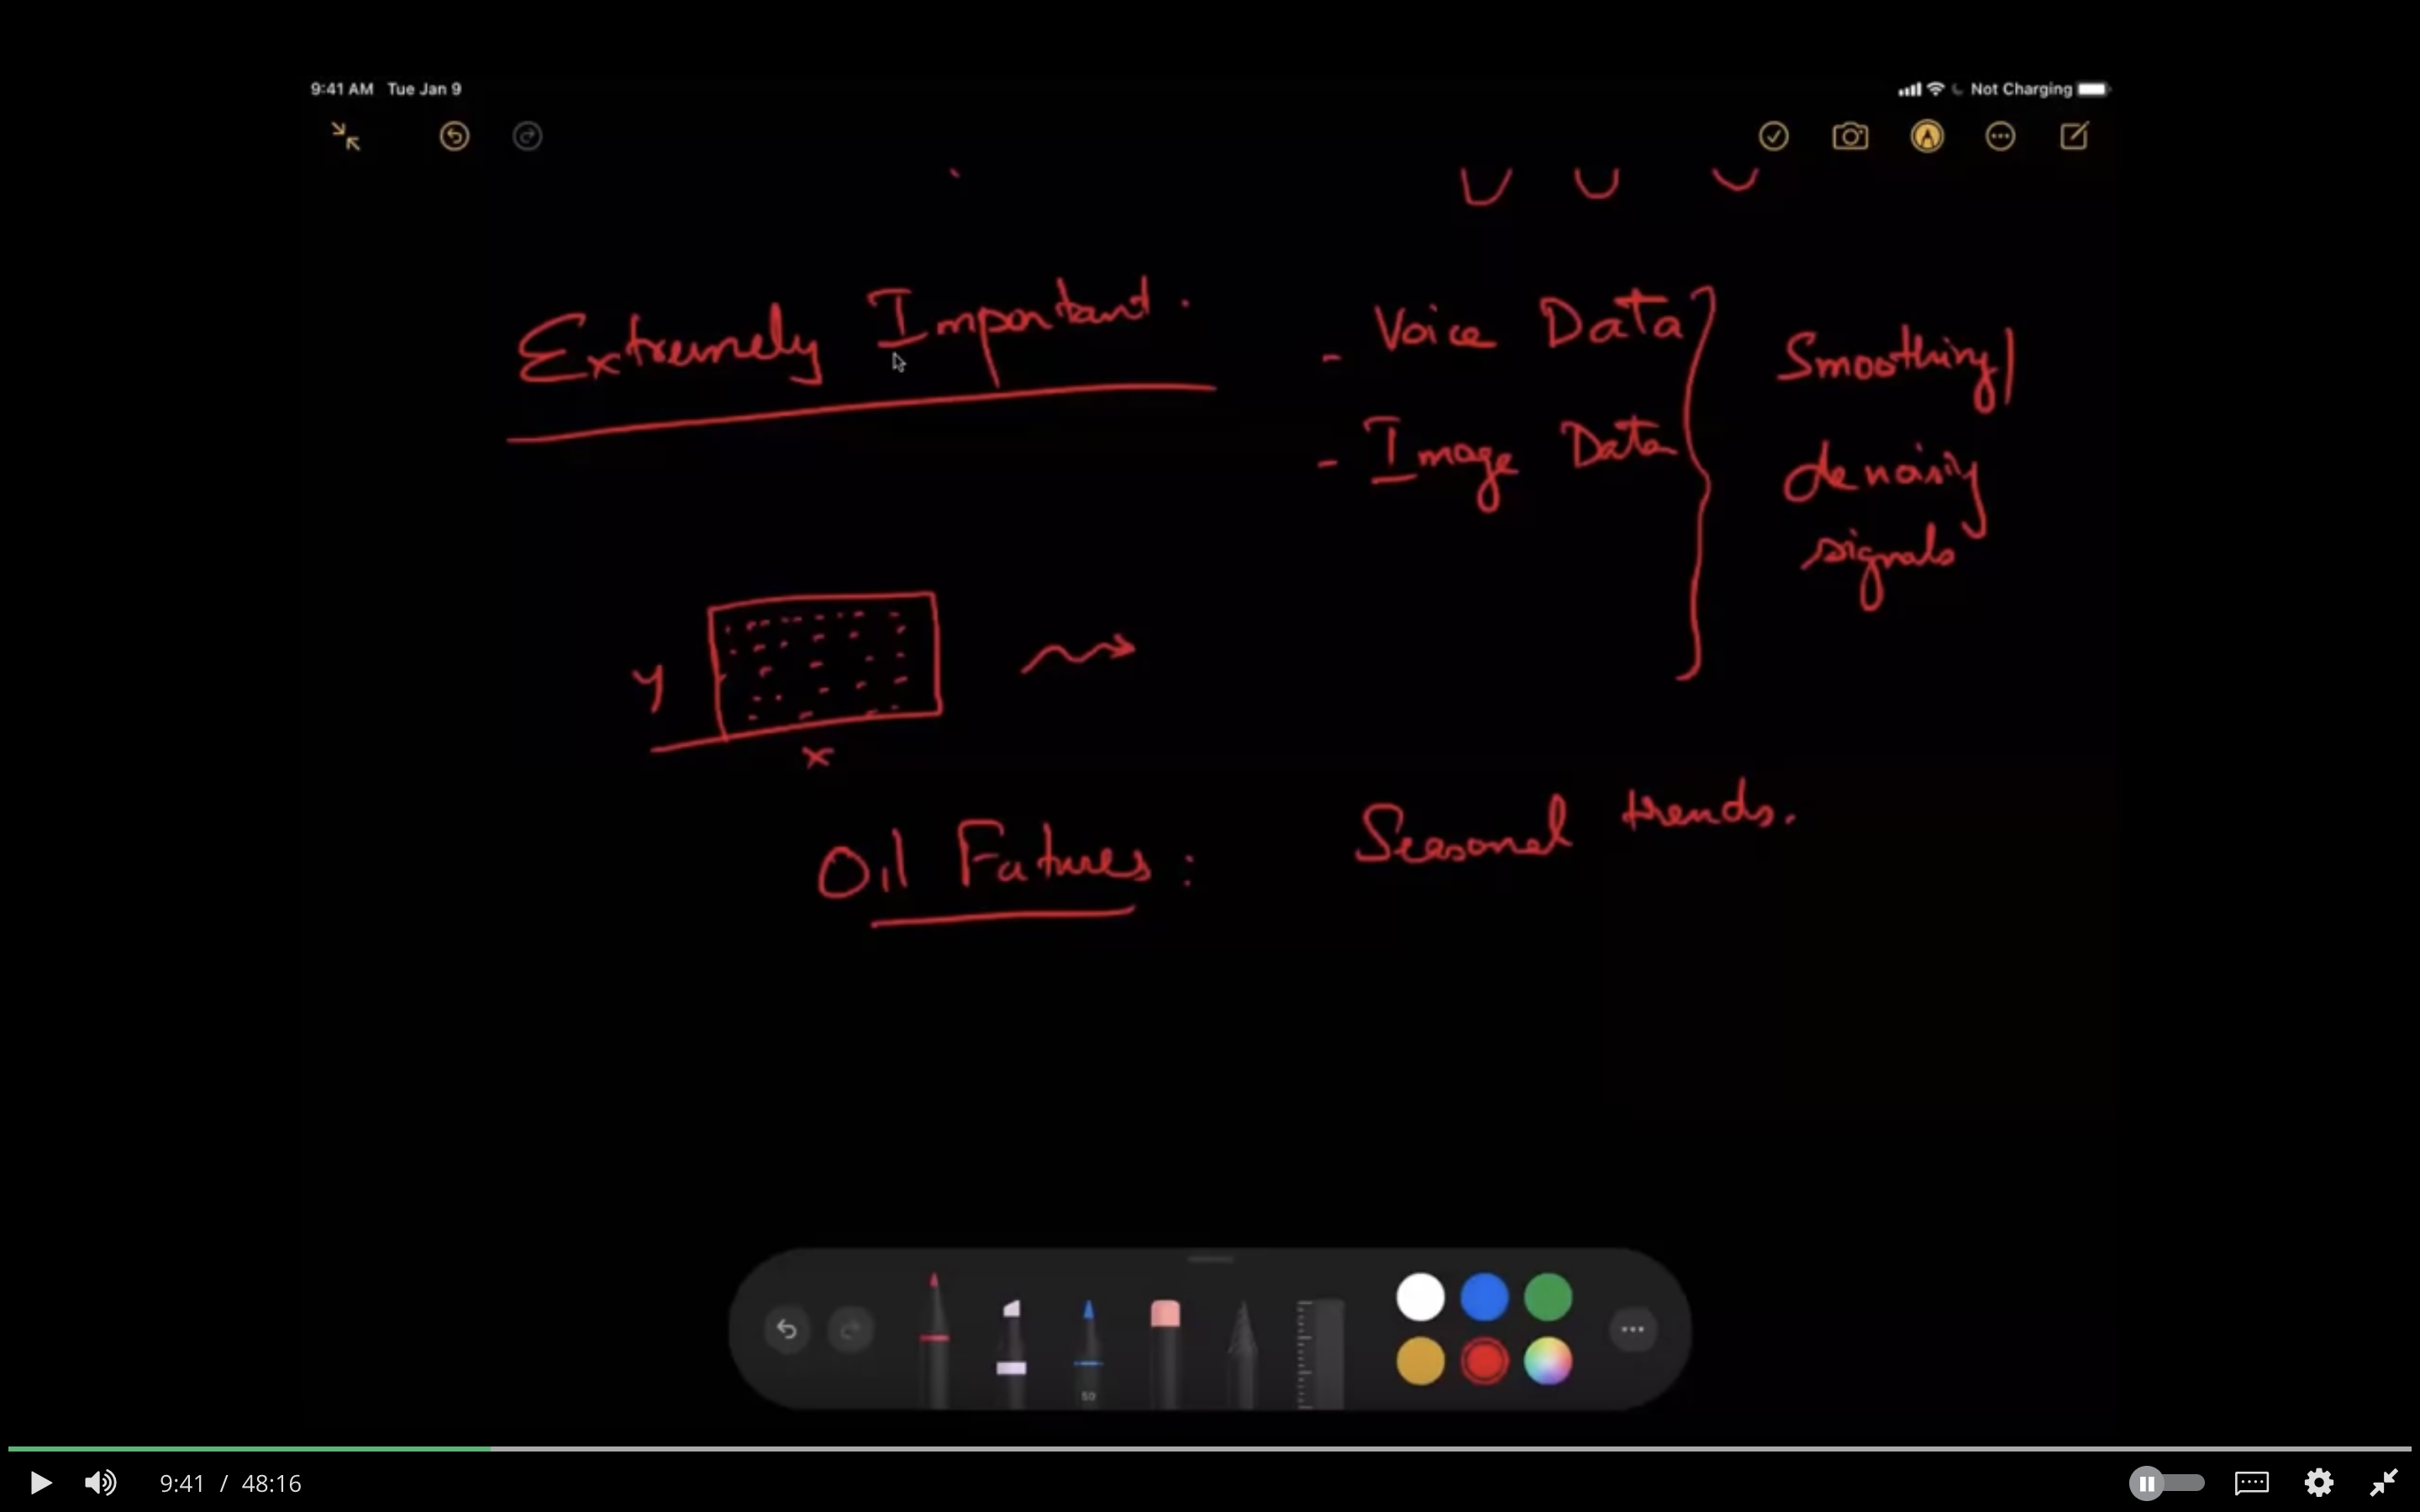 9:41 AM Tue Jan 9
Not Charging
Extremely Important.
- Voice Data
- Image Data
Smoothing/
denoising
signals
y
x
Oil Futures :
Seasonal trends.
50
9:41 / 48:16